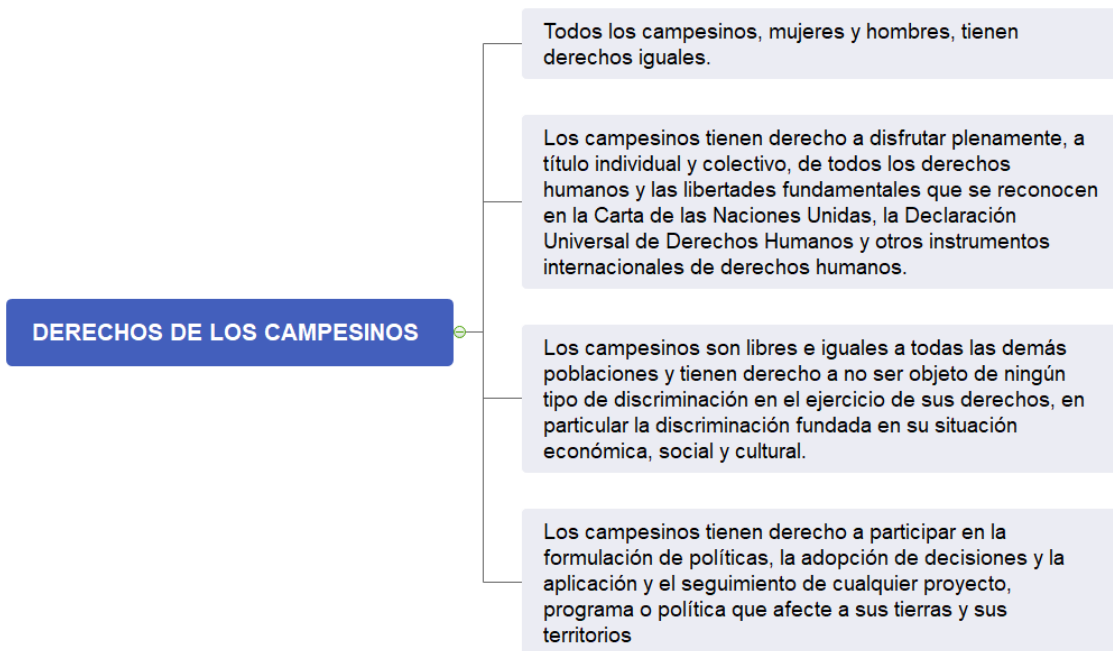 DERECHOS DE LOS CAMPESINOS
Todos los campesinos, mujeres y hombres, tienen
derechos iguales.
Los campesinos tienen derecho a disfrutar plenamente, a
título individual y colectivo, de todos los derechos
humanos y las libertades fundamentales que se reconocen
en la Carta de las Naciones Unidas, la Declaración
Universal de Derechos Humanos y otros instrumentos
internacionales de derechos humanos.
Los campesinos son libres e iguales a todas las demás
poblaciones y tienen derecho a no ser objeto de ningún
tipo de discriminación en el ejercicio de sus derechos, en
particular la discriminación fundada en su situación
económica, social y cultural.
Los campesinos tienen derecho a participar en la
formulación de políticas, la adopción de decisiones y la
aplicación y el seguimiento de cualquier proyecto,
programa o política que afecte a sus tierras y sus
territorios